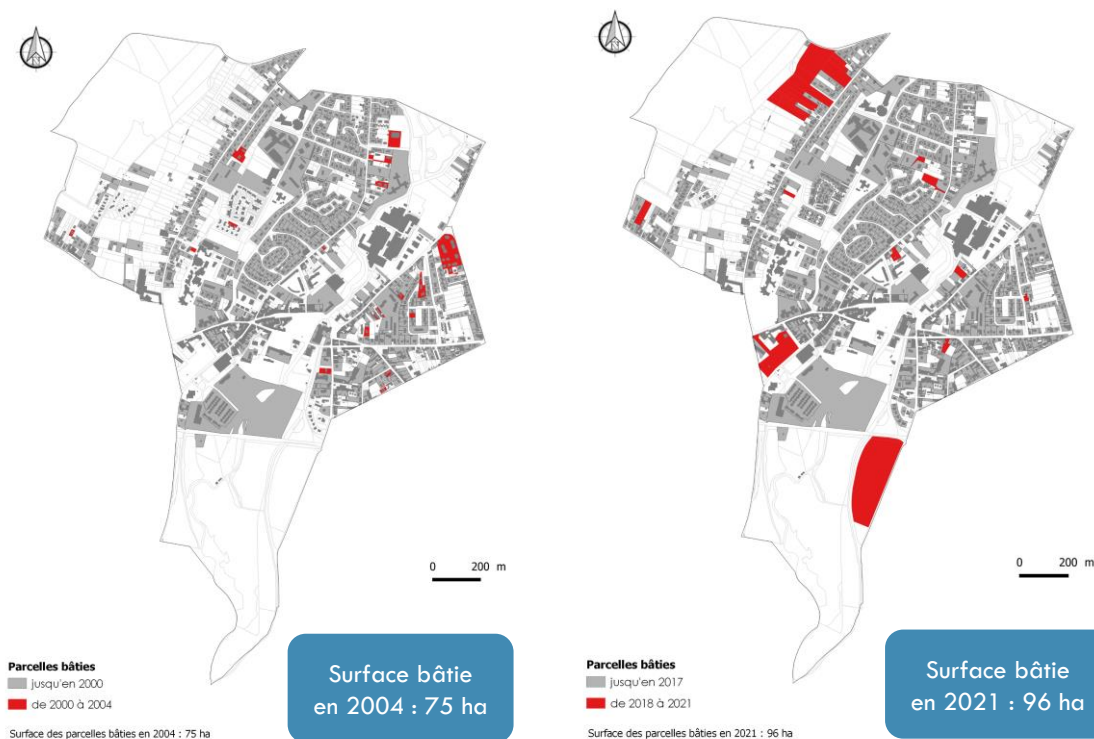 0 200 m
Parcelles bâties
jusqu'en 2000
de 2000 à 2004
Surface des parcelles bâties en 2004 : 75 ha
Surface bâtie
en 2004 : 75 ha
0 200 m
Parcelles bâties
jusqu'en 2017
de 2018 à 2021
Surface des parcelles bâties en 2021 : 96 ha
Surface bâtie
en 2021 : 96 ha